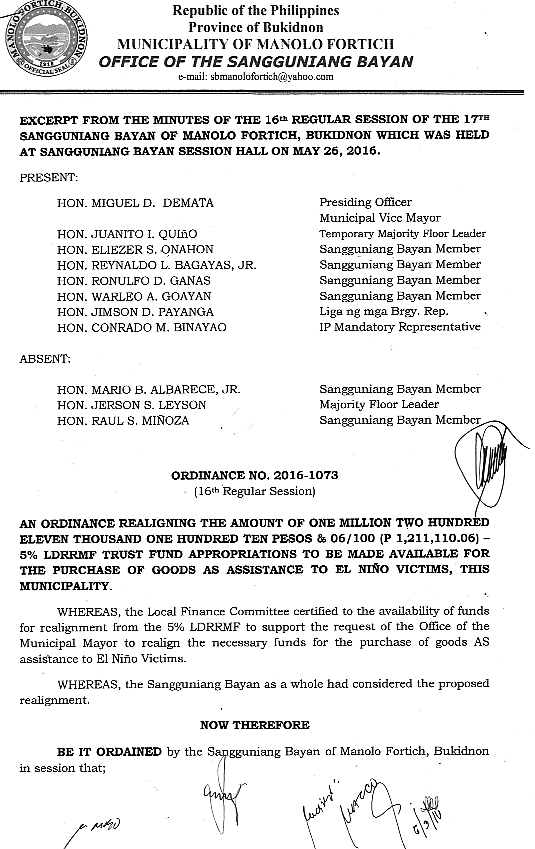 Republic of the Philippines
Province of Bukidnon
MUNICIPALITY OF MANOLO FORTICH
OFFICE OF THE SANGGUNIANG BAYAN
e-mail: sbmanolofortich@yahoo.com
MANOLO FORTICH, BUKIDNON
OFFICIAL SEAL
EXCERPT FROM THE MINUTES OF THE 16th REGULAR SESSION OF THE 17TH
SANGGUNIANG BAYAN OF MANOLO FORTICH, BUKIDNON WHICH WAS HELD
AT SANGGUNIANG BAYAN SESSION HALL ON MAY 26, 2016.
PRESENT:
HON. MIGUEL D. DEMATA Presiding Officer
Municipal Vice Mayor
HON. JUANITO I. QUIñO Temporary Majority Floor Leader
HON. ELIEZER S. ONAHON Sangguniang Bayan Member
HON. REYNALDO L. BAGAYAS, JR. Sangguniang Bayan Member
HON. RONULFO D. GANAS Sangguniang Bayan Member
HON. WARLEO A. GOAYAN Sangguniang Bayan Member
HON. JIMSON D. PAYANGA Liga ng mga Brgy. Rep.
HON. CONRADO M. BINAYAO IP Mandatory Representative
ABSENT:
HON. MARIO B. ALBARECE, JR. Sangguniang Bayan Member
HON. JERSON S. LEYSON Majority Floor Leader
HON. RAUL S. MIÑOZA Sangguniang Bayan Member
ORDINANCE NO. 2016-1073
(16th Regular Session)
AN ORDINANCE REALIGNING THE AMOUNT OF ONE MILLION TWO HUNDRED
ELEVEN THOUSAND ONE HUNDRED TEN PESOS & 06/100 (P 1,211,110.06) –
5% LDRRMF TRUST FUND APPROPRIATIONS TO BE MADE AVAILABLE FOR
THE PURCHASE OF GOODS AS ASSISTANCE TO EL NIÑO VICTIMS, THIS
MUNICIPALITY.
WHEREAS, the Local Finance Committee certified to the availability of funds
for realignment from the 5% LDRRMF to support the request of the Office of the
Municipal Mayor to realign the necessary funds for the purchase of goods AS
assistance to El Niño Victims.
WHEREAS, the Sangguniang Bayan as a whole had considered the proposed
realignment.
NOW THEREFORE
BE IT ORDAINED by the Sangguniang Bayan of Manolo Fortich, Bukidnon
in session that;